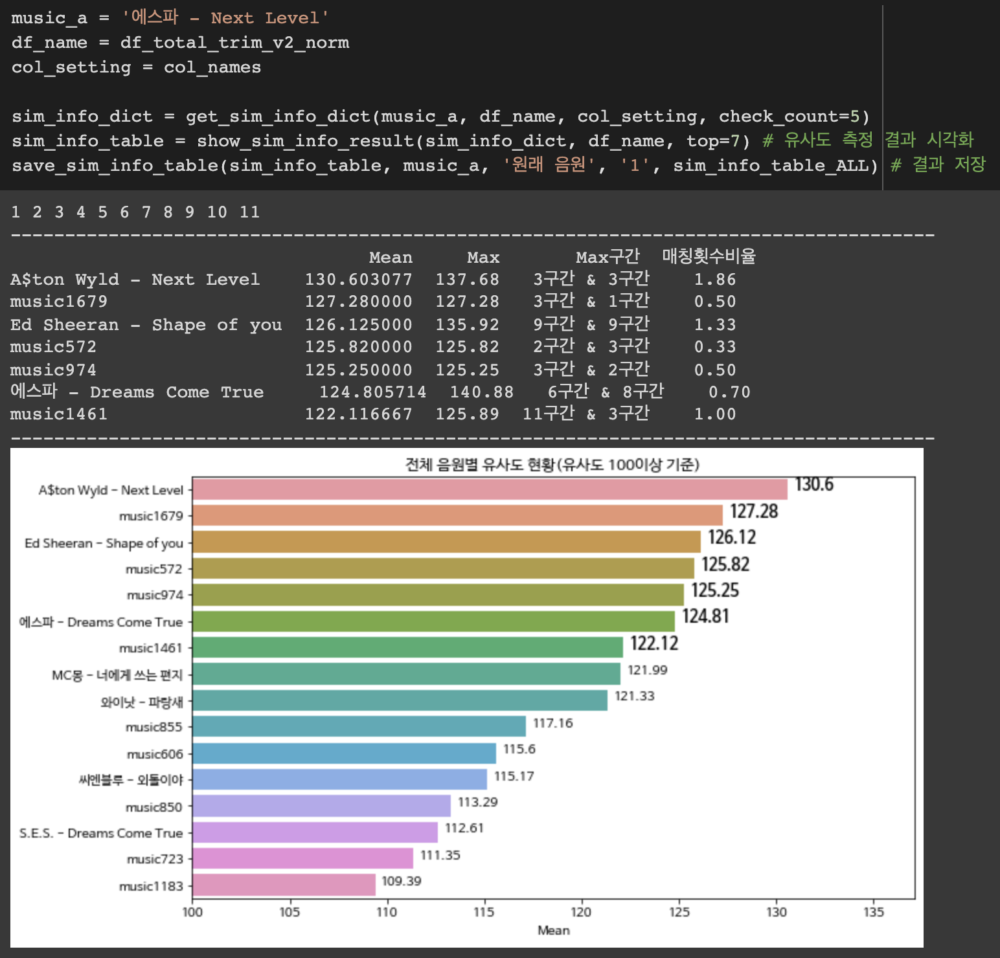 music_a = '에스파 - Next Level'
df_name = df_total_trim_v2_norm
col_setting = col_names
sim_info_dict = get_sim_info_dict(music_a, df_name, col_setting, check_count=5)
sim_info_table = show_sim_info_result(sim_info_dict, df_name, top=7) # 유사도 측정 결과 시각화
save_sim_info_table(sim_info_table, music_a, '원래 음원', '1', sim_info_table_ALL) # 결과 저장
1 2 3 4 5 6 7 8 9 10 11
Mean Max Max구간 매칭횟수비율
A$ton Wyld - Next Level 130.603077 137.68 3구간 & 3구간 1.86
music1679 127.280000 127.28 3구간 & 1구간 0.50
Ed Sheeran - Shape of you 126.125000 135.92 9구간 & 9구간 1.33
music572 125.820000 125.82 2구간 & 3구간 0.33
music974 125.250000 125.25 3구간 & 2구간 0.50
에스파 - Dreams Come True 124.805714 140.88 6구간 & 8구간 0.70
music1461 122.116667 125.89 11구간 & 3구간 1.00
전체 음원별 유사도 현황(유사도 100이상 기준)
A$ton Wyld - Next Level 130.6
music1679 127.28
Ed Sheeran - Shape of you 126.12
music572 125.82
music974 125.25
에스파 - Dreams Come True 124.81
music1461 122.12
MC몽 - 너에게 쓰는 편지 121.99
와이낫 - 파랑새 121.33
music855 117.16
music606 115.6
씨엔블루 - 외톨이야 115.17
music850 113.29
S.E.S. - Dreams Come True 112.61
music723 111.35
music1183 109.39
100 105 110 115 120 125 130 135
Mean